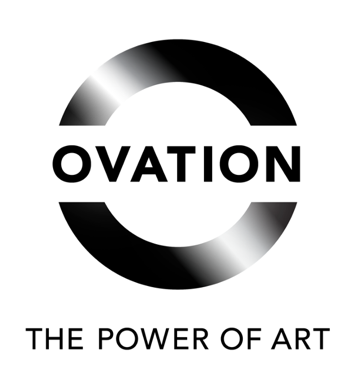 OVATION
THE POWER OF ART